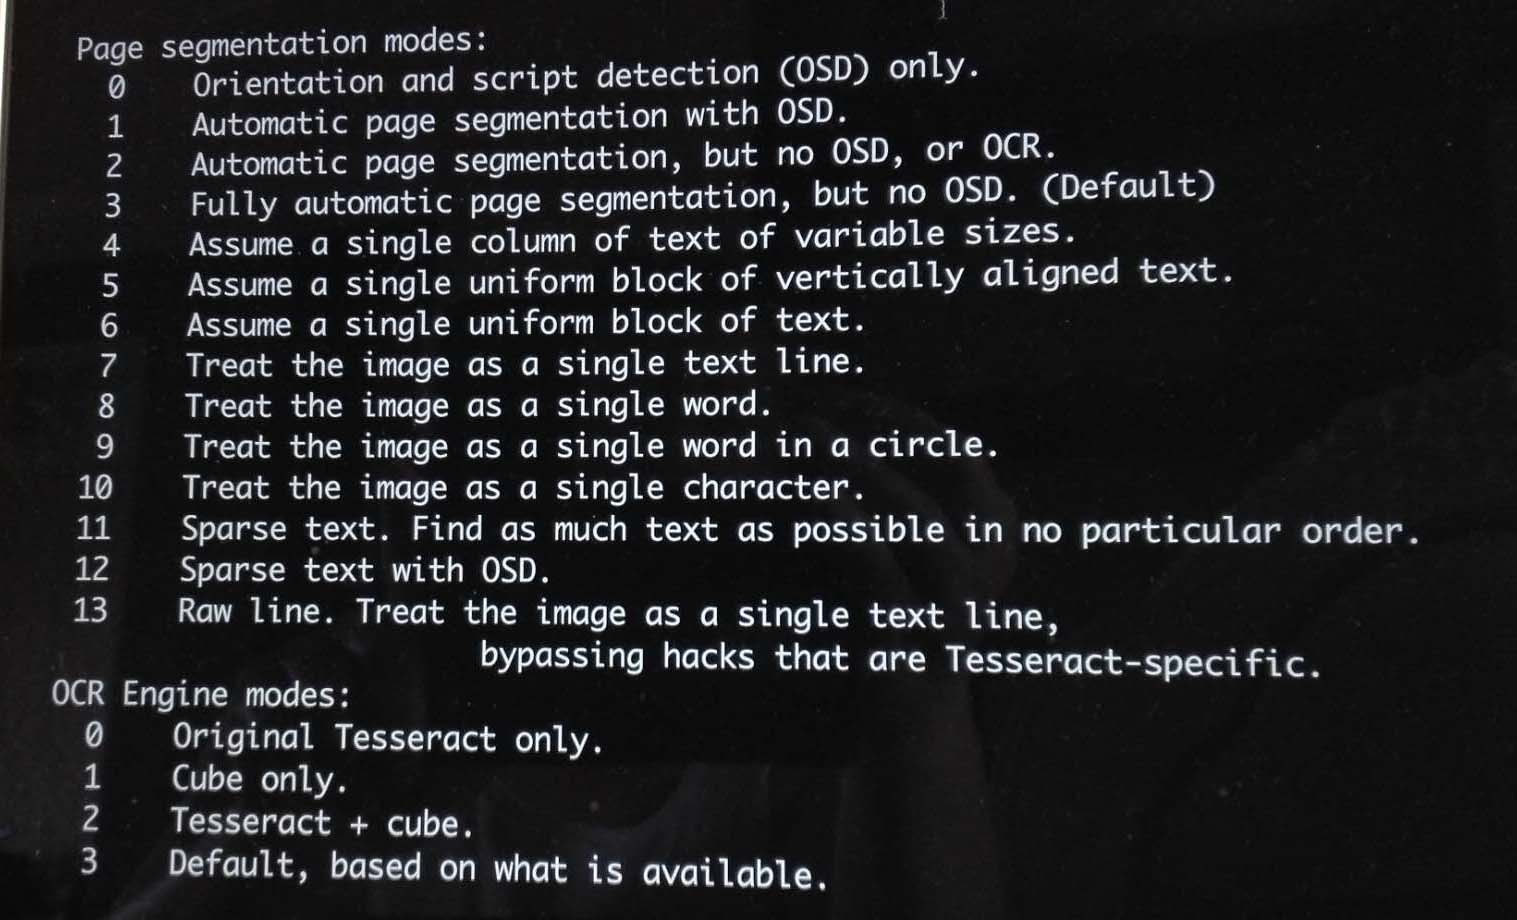 Page segmentation modes:
0 Orientation and script detection (OSD) only.
1 Automatic page segmentation with OSD.
2 Automatic page segmentation, but no OSD, or OCR.
3 Fully automatic page segmentation, but no OSD. (Default)
4 Assume a single column of text of variable sizes.
5 Assume a single uniform block of vertically aligned text.
6 Assume a single uniform block of text.
7 Treat the image as a single text line.
8 Treat the image as a single word.
9 Treat the image as a single word in a circle.
10 Treat the image as a single character.
11 Sparse text. Find as much text as possible in no particular order.
12 Sparse text with OSD.
13 Raw line. Treat the image as a single text line,
bypassing hacks that are Tesseract-specific.
OCR Engine modes:
0 Original Tesseract only.
1 Cube only.
2 Tesseract + cube.
3 Default, based on what is available.